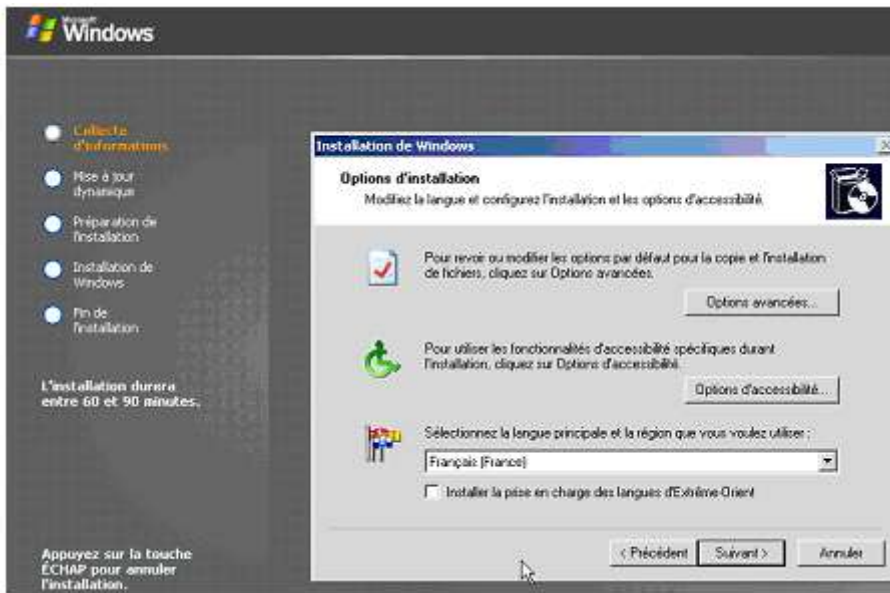 Microsoft
Windows
Collecte
d'informations
Mise à jour
dynamique
Préparation de
l'installation
Installation de
Windows
Fin de
l'installation
L'installation durera
entre 60 et 90 minutes.
Appuyez sur la touche
ÉCHAP pour annuler
l'installation.
Installation de Windows
Options d'installation
Modifiez la langue et configurez l'installation et les options d'accessibilité.
Pour revoir ou modifier les options par défaut pour la copie et l'installation
de fichiers, cliquez sur Options avancées.
Options avancées...
Pour utiliser les fonctionnalités d'accessibilité spécifiques durant
l'installation, cliquez sur Options d'accessibilité.
Options d'accessibilité...
Sélectionnez la langue principale et la région que vous voulez utiliser :
Français (France)
Installer la prise en charge des langues d'Extrême-Orient
< Précédent Suivant > Annuler